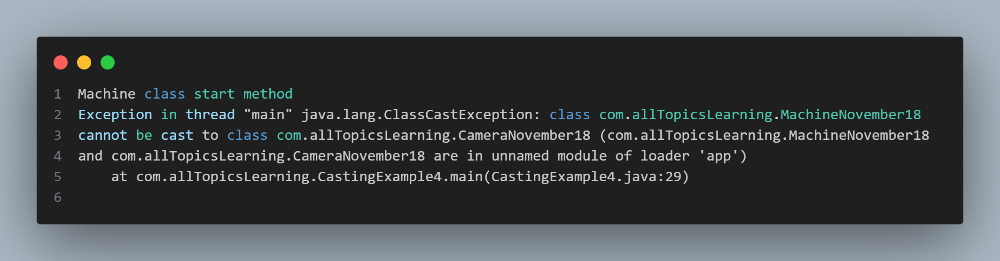 1 Machine class start method
2 Exception in thread "main" java.lang.ClassCastException: class com.allTopicsLearning.MachineNovember18
3 cannot be cast to class com.allTopicsLearning.CameraNovember18 (com.allTopicsLearning.MachineNovember18
4 and com.allTopicsLearning.CameraNovember18 are in unnamed module of loader 'app')
5     at com.allTopicsLearning.CastingExample4.main(CastingExample4.java:29)
6